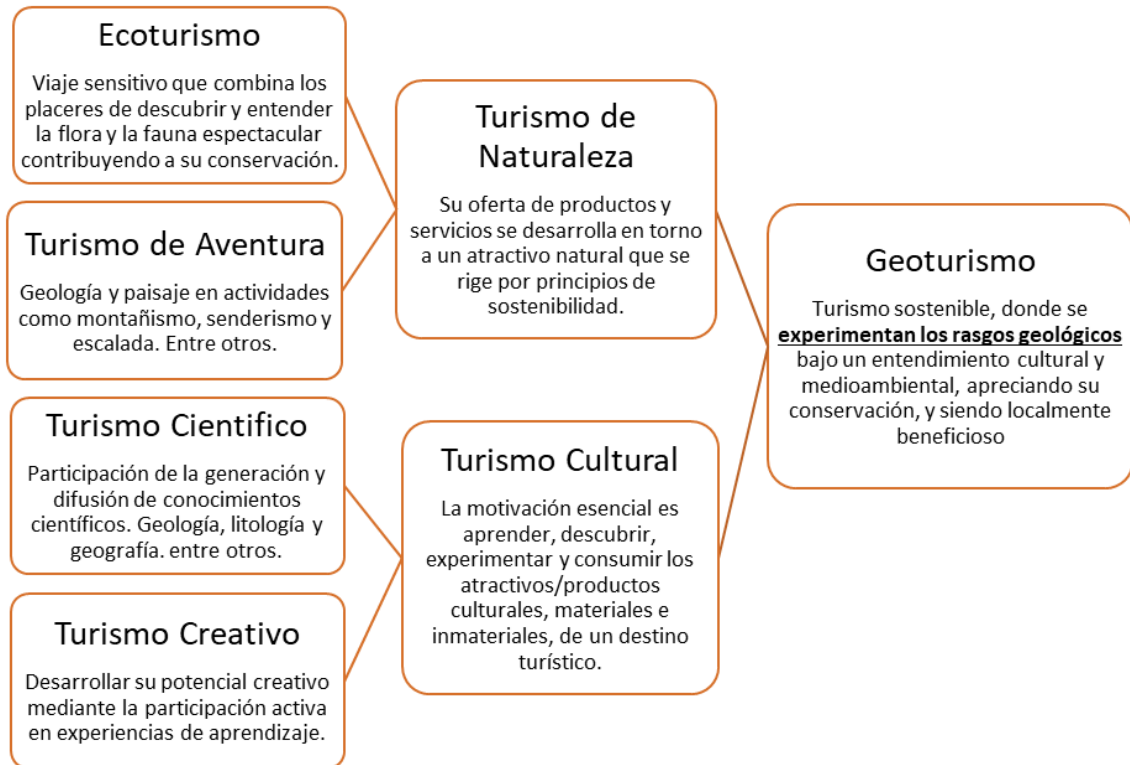 Ecoturismo
Viaje sensitivo que combina los
placeres de descubrir y entender
la flora y la fauna espectacular
contribuyendo a su conservación.
Turismo de Aventura
Geología y paisaje en actividades
como montañismo, senderismo y
escalada. Entre otros.
Turismo Cientifico
Participación de la generación y
difusión de conocimientos
científicos. Geología, litología y
geografía. entre otros.
Turismo Creativo
Desarrollar su potencial creativo
mediante la participación activa
en experiencias de aprendizaje.
Turismo de
Naturaleza
Su oferta de productos y
servicios se desarrolla en torno
a un atractivo natural que se
rige por principios de
sostenibilidad.
Turismo Cultural
La motivación esencial es
aprender, descubrir,
experimentar y consumir los
atractivos/productos
culturales, materiales e
inmateriales, de un destino
turístico.
Geoturismo
Turismo sostenible, donde se
experimentan los rasgos geológicos
bajo un entendimiento cultural y
medioambiental, apreciando su
conservación, y siendo localmente
beneficioso